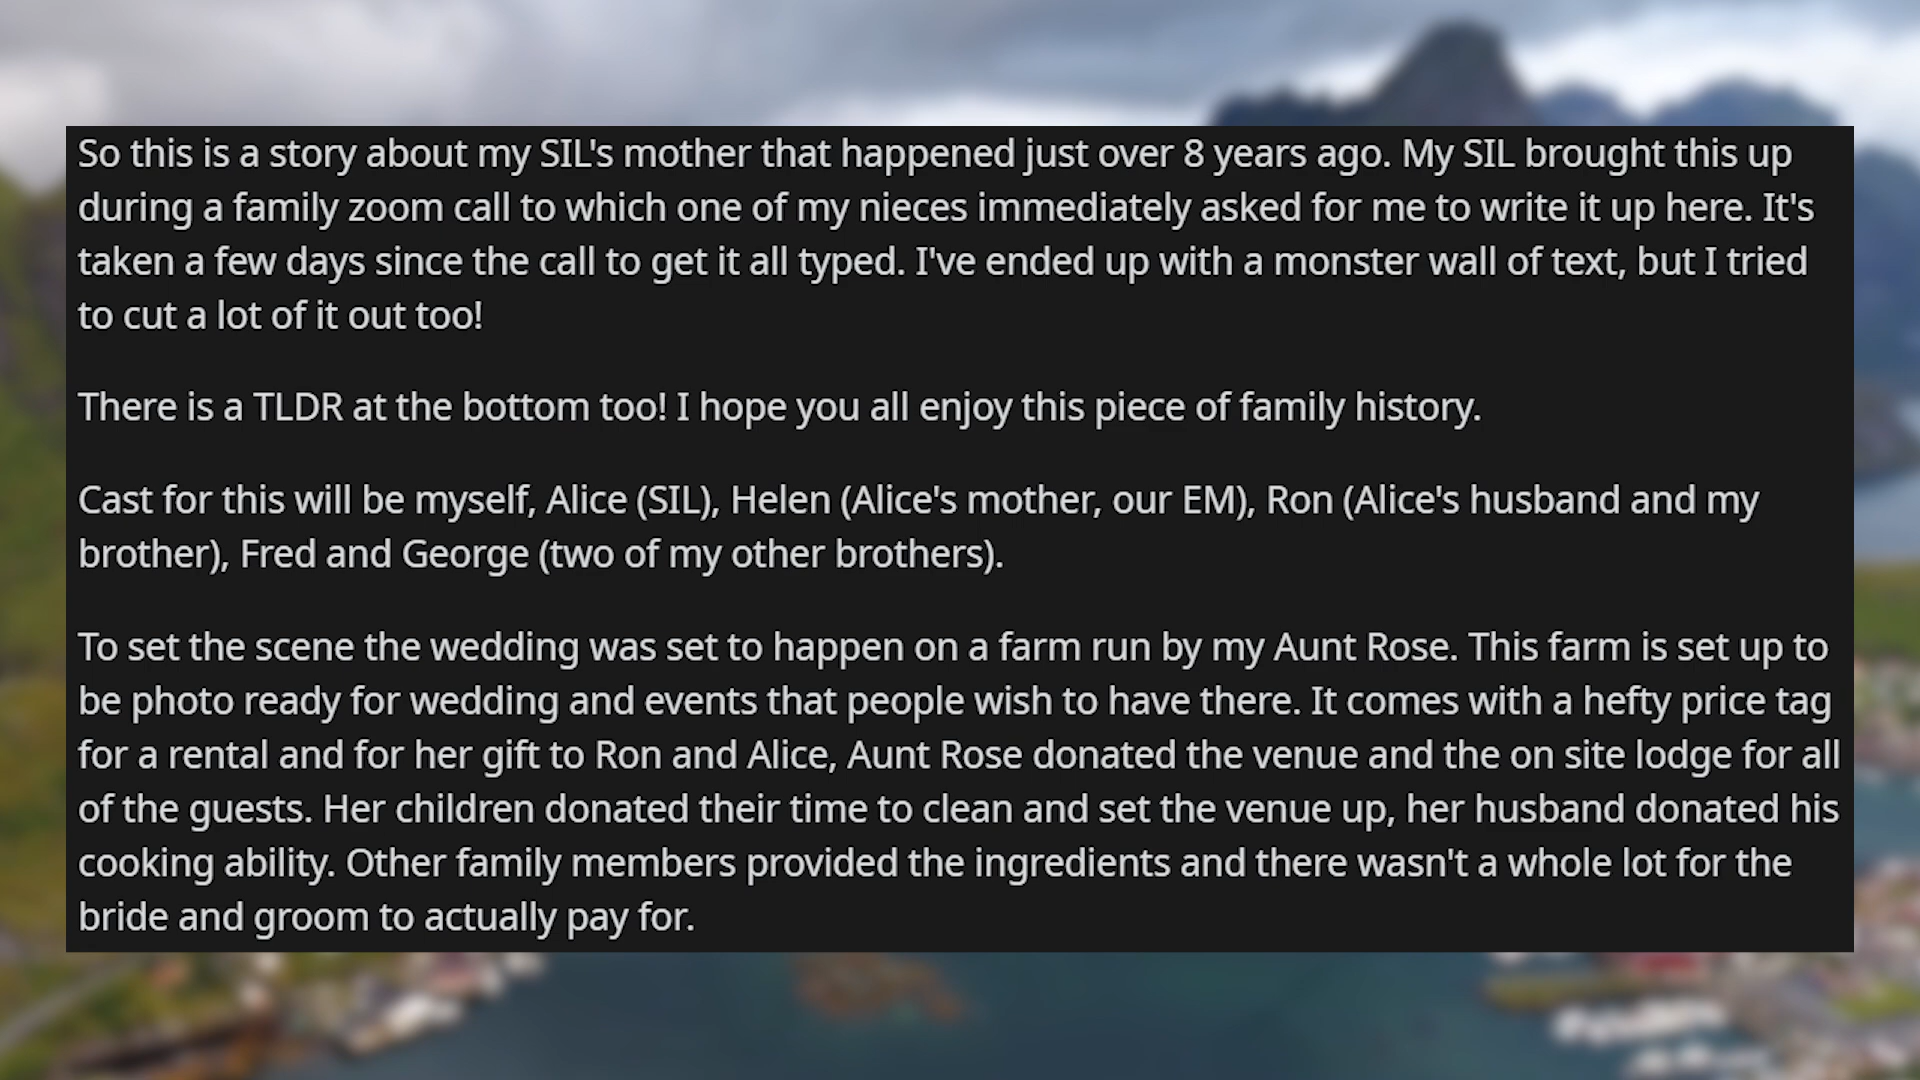 So this is a story about my SIL's mother that happened just over 8 years ago. My SIL brought this up
during a family zoom call to which one of my nieces immediately asked for me to write it up here. It's
taken a few days since the call to get it all typed. I've ended up with a monster wall of text, but I tried
to cut a lot of it out too!
There is a TLDR at the bottom too! I hope you all enjoy this piece of family history.
Cast for this will be myself, Alice (SIL), Helen (Alice's mother, our EM), Ron (Alice's husband and my
brother), Fred and George (two of my other brothers).
To set the scene the wedding was set to happen on a farm run by my Aunt Rose. This farm is set up to
be photo ready for wedding and events that people wish to have there. It comes with a hefty price tag
for a rental and for her gift to Ron and Alice, Aunt Rose donated the venue and the on site lodge for all
of the guests. Her children donated their time to clean and set the venue up, her husband donated his
cooking ability. Other family members provided the ingredients and there wasn't a whole lot for the
bride and groom to actually pay for.